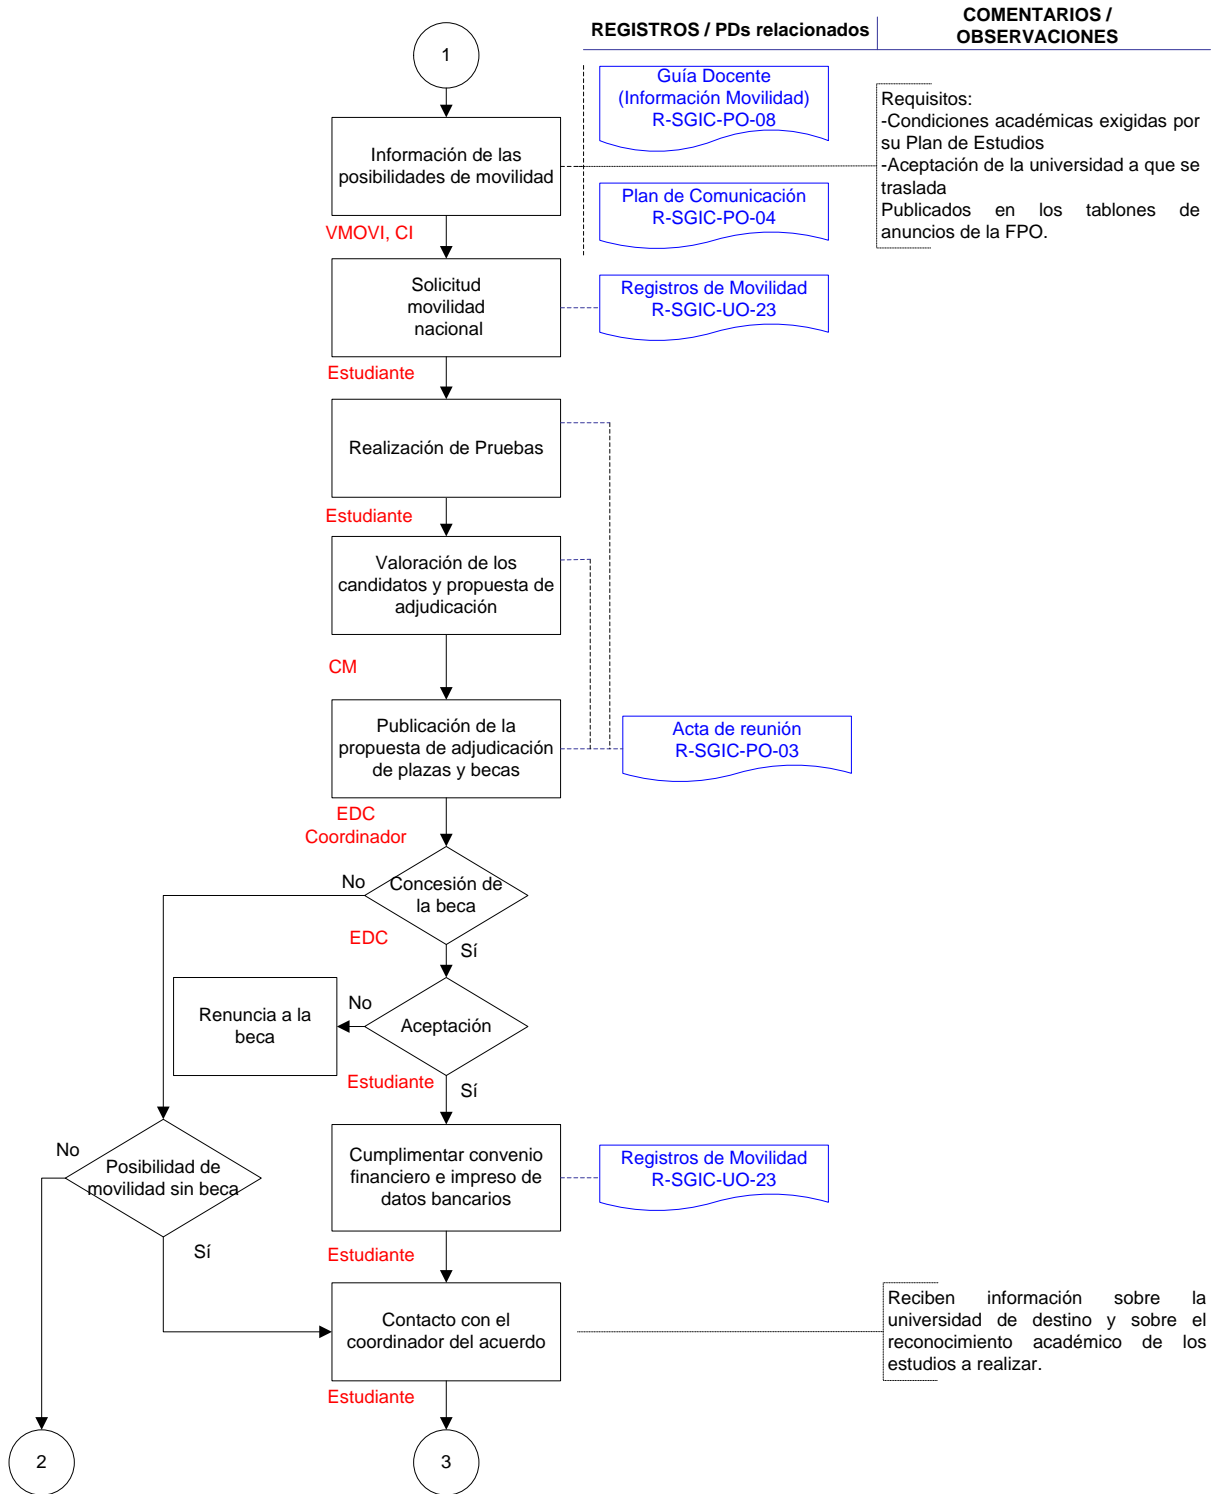 REGISTROS / PDs relacionados
COMENTARIOS /
OBSERVACIONES
1
Guía Docente
(Información Movilidad)
R-SGIC-PO-08
Requisitos:
-Condiciones académicas exigidas por
su Plan de Estudios
-Aceptación de la universidad a que se
traslada
Publicados en los tablones de
anuncios de la FPO.
Información de las
posibilidades de movilidad
Plan de Comunicación
R-SGIC-PO-04
VMOVI, CI
Solicitud
movilidad
nacional
Registros de Movilidad
R-SGIC-UO-23
Estudiante
Realización de Pruebas
Estudiante
Valoración de los
candidatos y propuesta de
adjudicación
CM
Publicación de la
propuesta de adjudicación
de plazas y becas
Acta de reunión
R-SGIC-PO-03
EDC
Coordinador
No
Concesión de
la beca
EDC
Sí
Renuncia a la
beca
No
Aceptación
Estudiante
Sí
No
Posibilidad de
movilidad sin beca
Sí
Cumplimentar convenio
financiero e impreso de
datos bancarios
Registros de Movilidad
R-SGIC-UO-23
Estudiante
Contacto con el
coordinador del acuerdo
Reciben información sobre la
universidad de destino y sobre el
reconocimiento académico de los
estudios a realizar.
Estudiante
2
3